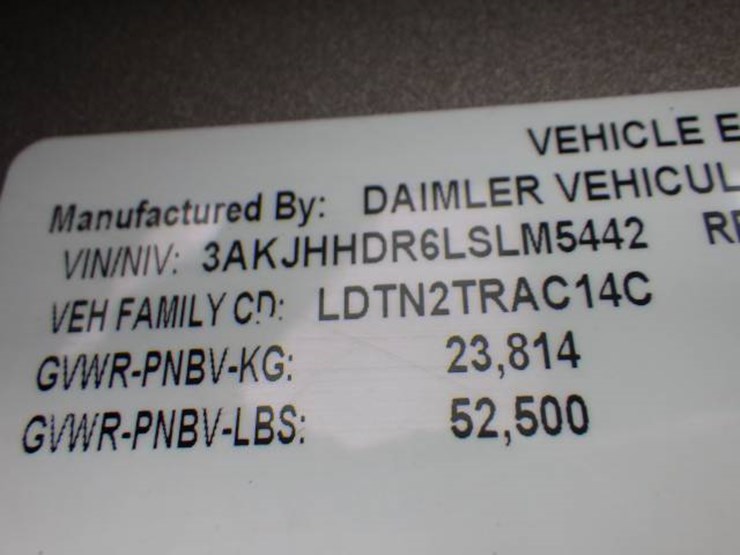 VEHICLE E
Manufactured By: DAIMLER VEHICUL
VIN/NIV: 3AKJHHDR6LSLM5442 RE
VEH FAMILY CD: LDTN2TRAC14C
GVWR-PNBV-KG: 23,814
GVWR-PNBV-LBS: 52,500